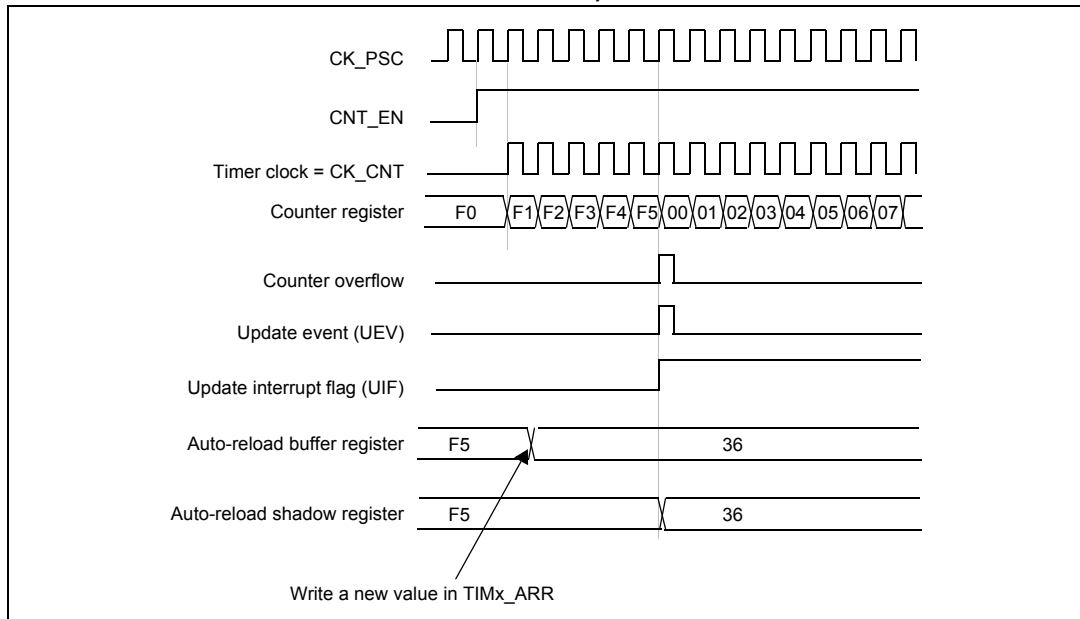 CK_PSC
CNT_EN
Timer clock = CK_CNT
Counter register F0 F1 F2 F3 F4 F5 00 01 02 03 04 05 06 07
Counter overflow
Update event (UEV)
Update interrupt flag (UIF)
Auto-reload buffer register F5 36
Auto-reload shadow register F5 36
Write a new value in TIMx_ARR